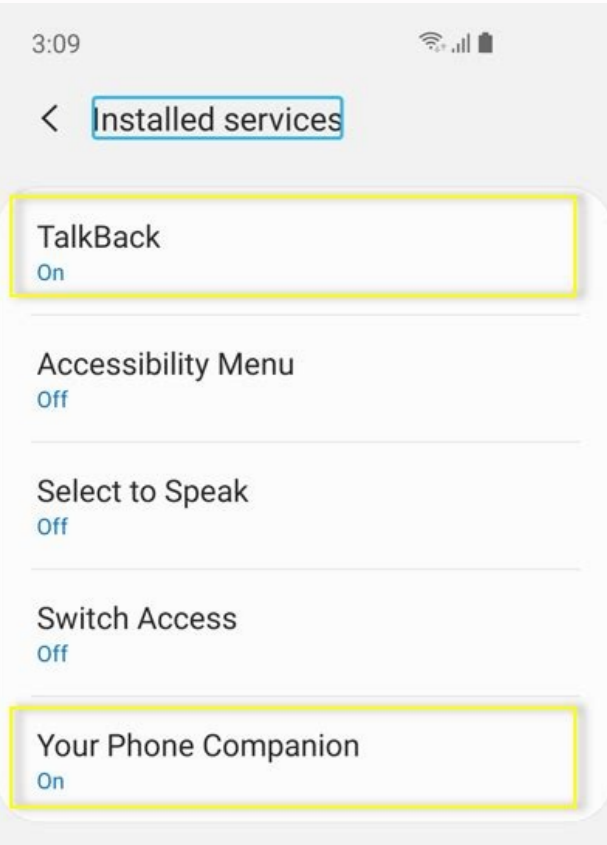 3:09
Installed services
TalkBack
On
Accessibility Menu
Off
Select to Speak
Off
Switch Access
Off
Your Phone Companion
On